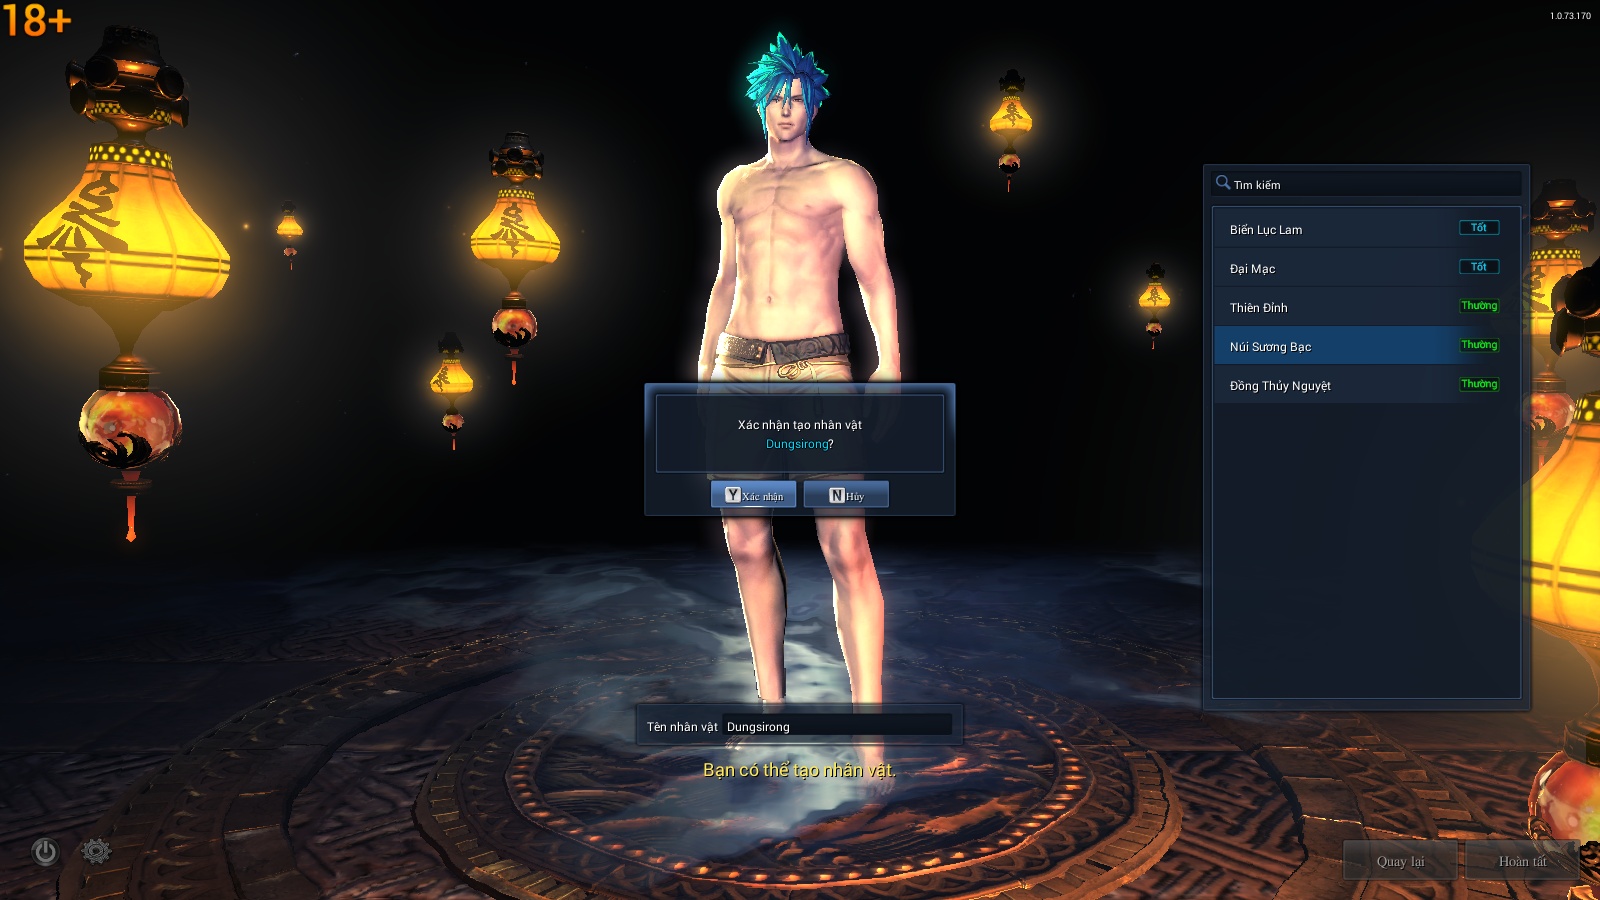 18+
1.0.73.170
Tìm kiếm
Biển Lục Lam Tốt
Đại Mạc Tốt
Thiên Đỉnh Thường
Núi Sương Bạc Thường
Đồng Thủy Nguyệt Thường
Xác nhận tạo nhân vật
Dungsirong?
Y Xác nhận
N Hủy
Tên nhân vật Dungsirong
Bạn có thể tạo nhân vật.
Quay lại
Hoàn tất